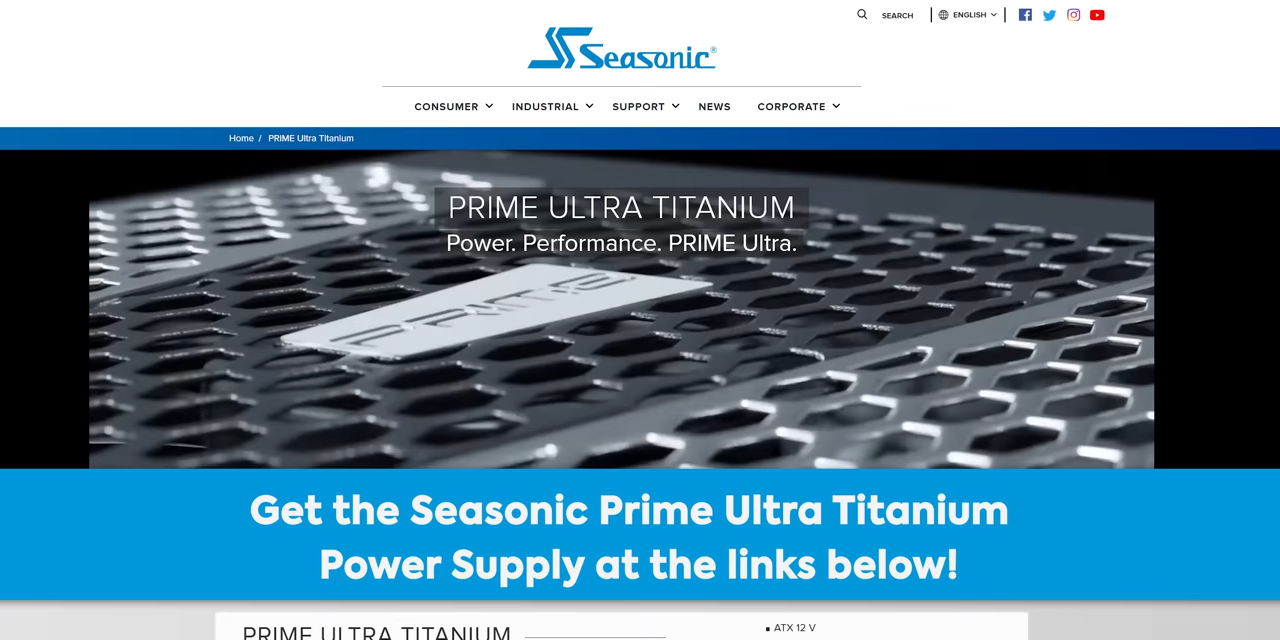 SEARCH
ENGLISH
Seasonic®
CONSUMER
INDUSTRIAL
SUPPORT
NEWS
CORPORATE
Home / PRIME Ultra Titanium
PRIME ULTRA TITANIUM
Power. Performance. PRIME Ultra.
PRIME
Get the Seasonic Prime Ultra Titanium
Power Supply at the links below!
PRIME ULTRA TITANIUM
ATX 12 V